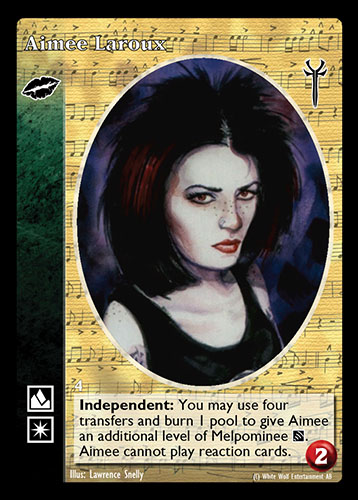 Aimee Laroux
4
Independent: You may use four
transfers and burn 1 pool to give Aimee
an additional level of Melpominee .
Aimee cannot play reaction cards.
2
Illus: Lawrence Snelly
(C) White Wolf Entertainment AB